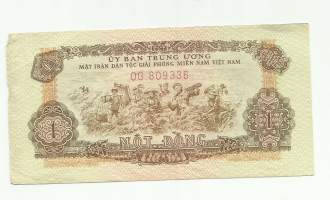 ỦY BAN TRUNG ƯƠNG
MẶT TRẬN DÂN TỘC GIẢI PHÓNG MIỀN NAM VIỆT NAM
OG 809335
1
1
MỘT ĐỒNG